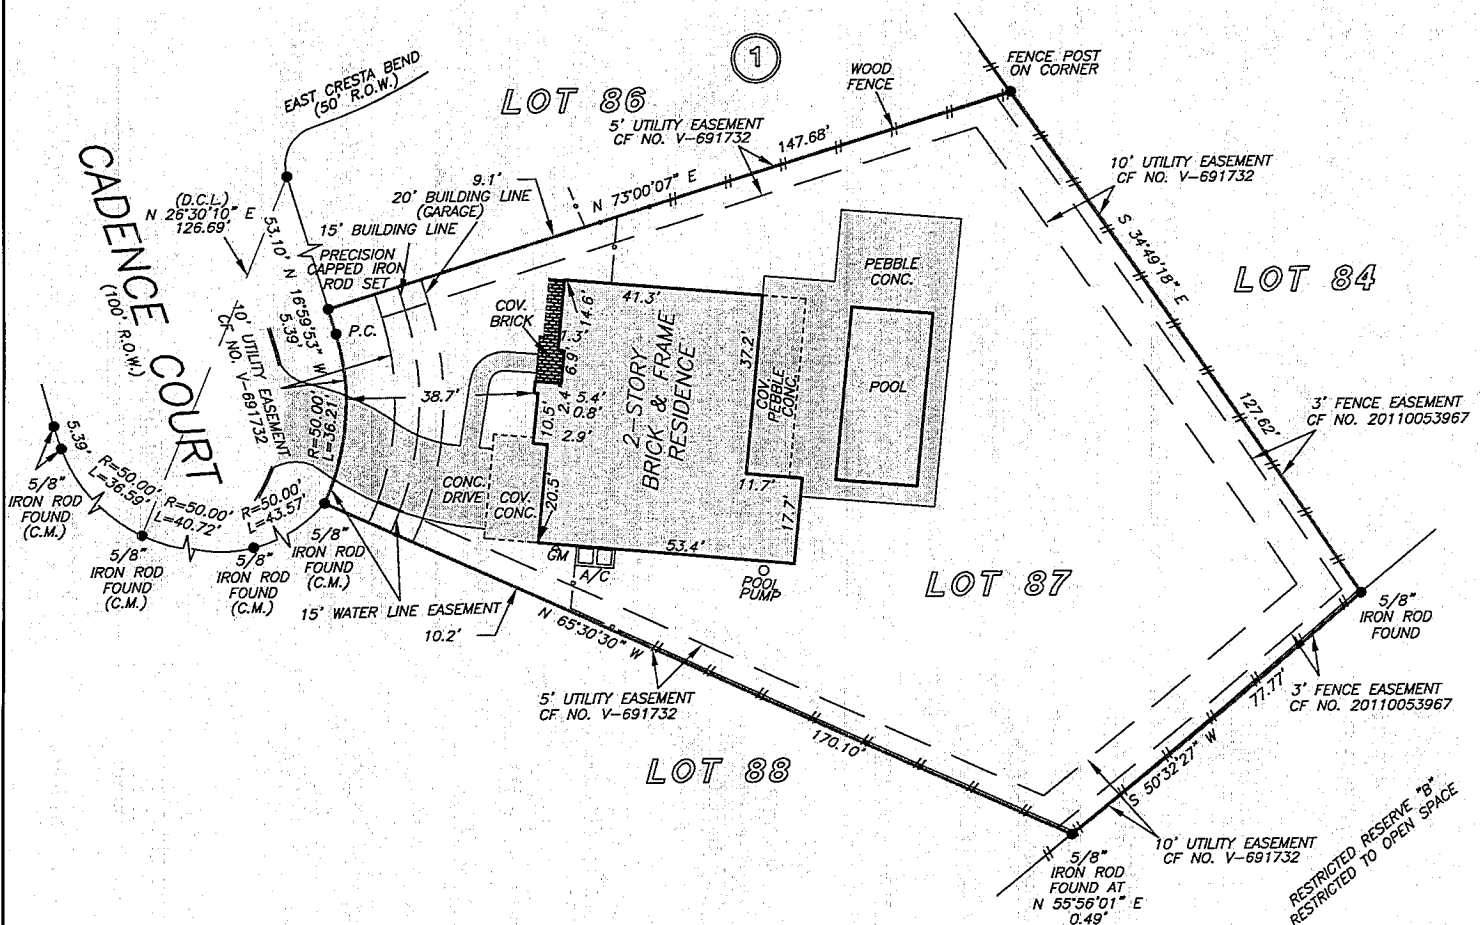 1
EAST CRESTA BEND
(50' R.O.W.)
LOT 86
WOOD
FENCE
FENCE POST
ON CORNER
5' UTILITY EASEMENT
CF NO. V-691732
147.68'
N 73°00'07" E
9.1'
20' BUILDING LINE
(GARAGE)
15' BUILDING LINE
PRECISION
CAPPED IRON
ROD SET
CADENCE COURT
(100' R.O.W.)
(D.C.L.)
N 26°30'10" E
126.69'
53.10'
N 16°59'53" W
5.39'
P.C.
10' UTILITY EASEMENT
CF NO. V-691732
R=50.00'
L=36.21'
38.7'
10' UTILITY EASEMENT
CF NO. V-691732
S 34°49'18" E
127.62'
LOT 84
3' FENCE EASEMENT
CF NO. 20110053967
PEBBLE
CONC.
POOL
COV.
PEBBLE
CONC.
COV.
BRICK
41.3'
14.6'
6.9'
37.2'
2-STORY
BRICK & FRAME
RESIDENCE
10.5'
2.4'
5.4'
0.8'
2.9'
20.5'
11.7'
17.7'
53.4'
CONC.
DRIVE
COV.
CONC.
GM
A/C
POOL
PUMP
LOT 87
5.39'
5/8"
IRON ROD
FOUND
(C.M.)
R=50.00'
L=36.59'
R=50.00'
L=40.72'
R=50.00'
L=43.57'
5/8"
IRON ROD
FOUND
(C.M.)
5/8"
IRON ROD
FOUND
(C.M.)
5/8"
IRON ROD
FOUND
(C.M.)
15' WATER LINE EASEMENT
10.2'
N 65°30'30" W
5' UTILITY EASEMENT
CF NO. V-691732
170.10'
LOT 88
5/8"
IRON ROD
FOUND
3' FENCE EASEMENT
CF NO. 20110053967
77.77'
S 50°32'27" W
10' UTILITY EASEMENT
CF NO. V-691732
5/8"
IRON ROD
FOUND AT
N 55°56'01" E
0.49'
RESTRICTED RESERVE "B"
RESTRICTED TO OPEN SPACE